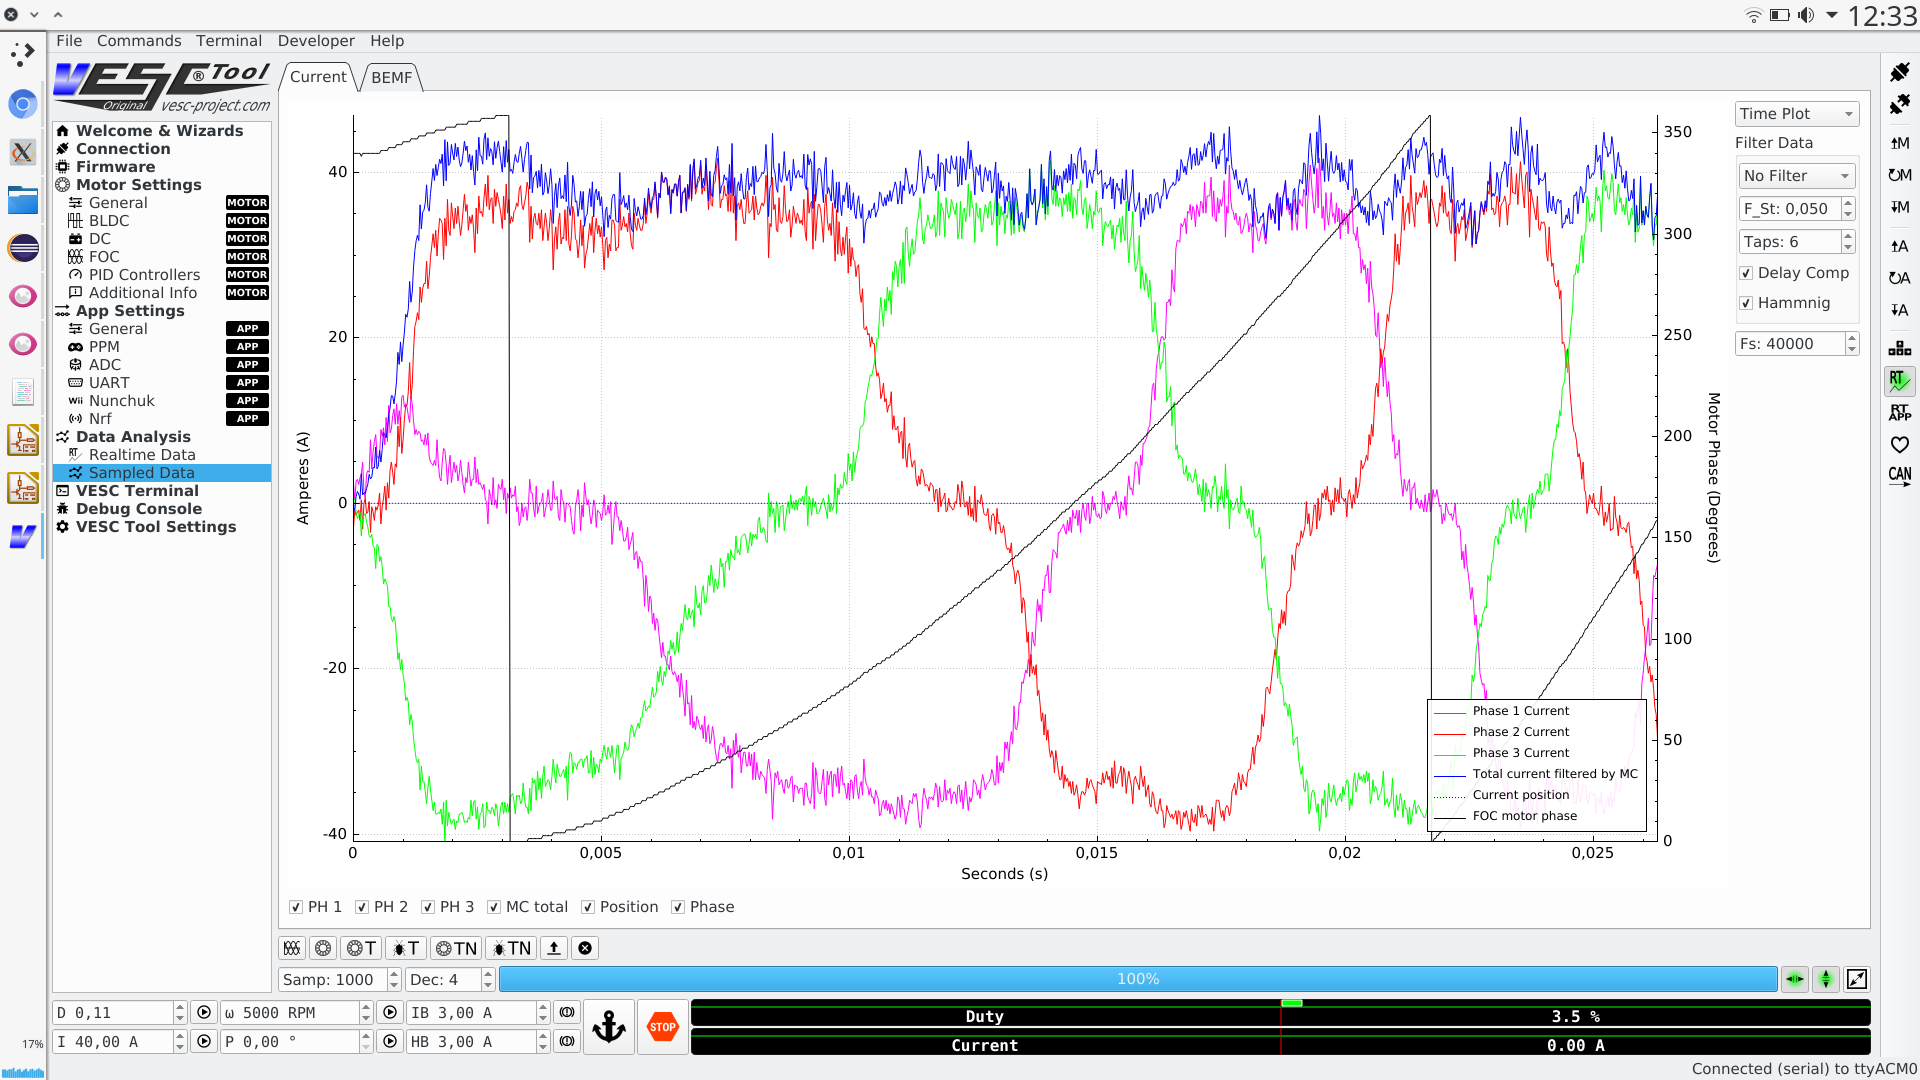 12:33
File Commands Terminal Developer Help
VESC® Tool
Original vesc-project.com
Welcome & Wizards
Connection
Firmware
Motor Settings
General MOTOR
BLDC MOTOR
DC MOTOR
FOC MOTOR
PID Controllers MOTOR
Additional Info MOTOR
App Settings
General APP
PPM APP
ADC APP
UART APP
Nunchuk APP
Nrf APP
Data Analysis
Realtime Data
Sampled Data
VESC Terminal
Debug Console
VESC Tool Settings
17%
Current BEMF
Amperes (A)
40
20
0
-20
-40
0 0,005 0,01 0,015 0,02 0,025
Seconds (s)
350
300
250
200
150
100
50
0
Motor Phase (Degrees)
Phase 1 Current
Phase 2 Current
Phase 3 Current
Total current filtered by MC
Current position
FOC motor phase
Time Plot
Filter Data
No Filter
F_St: 0,050
Taps: 6
Delay Comp
Hammnig
Fs: 40000
M
M
M
A
A
A
RT
RT
APP
CAN
PH 1 PH 2 PH 3 MC total Position Phase
T T TN TN
Samp: 1000 Dec: 4 100%
D 0,11 ω 5000 RPM IB 3,00 A
I 40,00 A P 0,00 ° HB 3,00 A
STOP
Duty 3.5 %
Current 0.00 A
Connected (serial) to ttyACM0